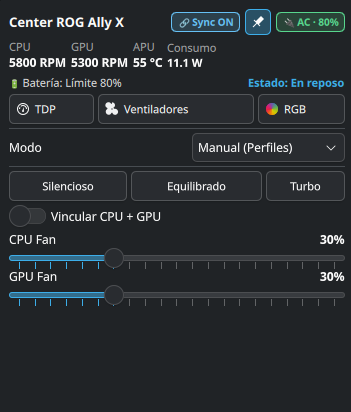 Center ROG Ally X Sync ON AC · 80%
CPU GPU APU Consumo
5800 RPM 5300 RPM 55 °C 11.1 W
Batería: Límite 80% Estado: En reposo
TDP Ventiladores RGB
Modo Manual (Perfiles)
Silencioso Equilibrado Turbo
Vincular CPU + GPU
CPU Fan 30%
GPU Fan 30%